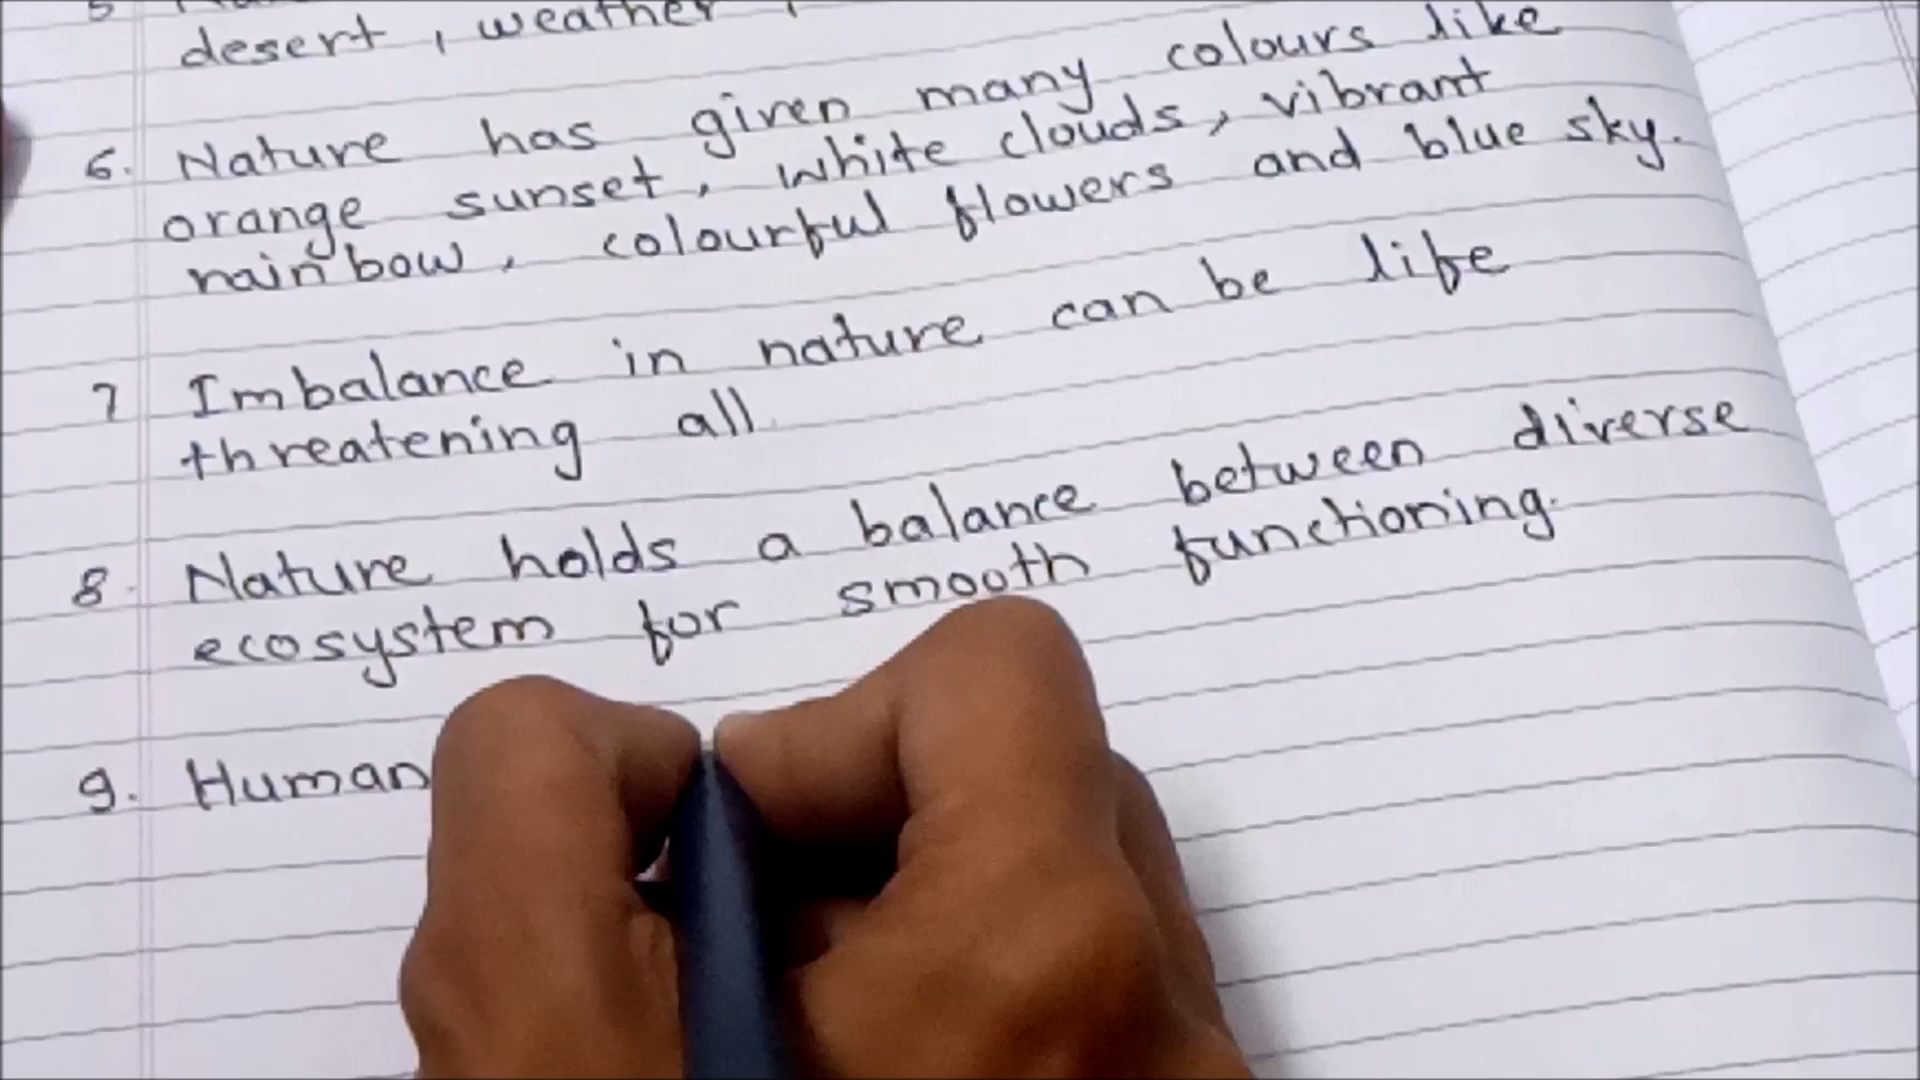 desert, weather,
6. Nature has given many colours like
orange sunset, white clouds, vibrant
rainbow, colourful flowers and blue sky.
7 Imbalance in nature can be life
threatening all.
8. Nature holds a balance between diverse
ecosystem for smooth functioning.
9. Human